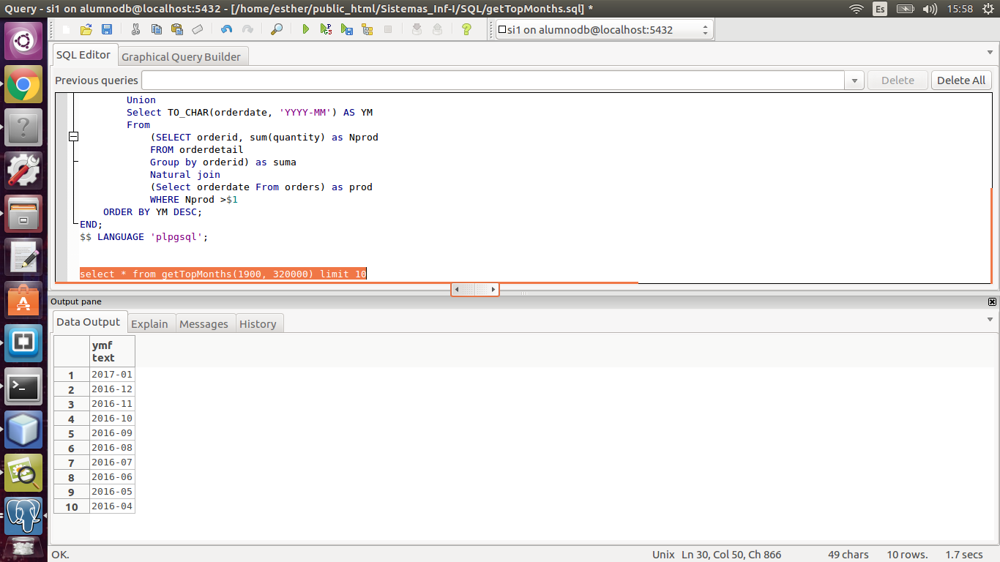 Query - si1 on alumnodb@localhost:5432 - [/home/esther/public_html/Sistemas_Inf-I/SQL/getTopMonths.sql] *
Es
15:58
si1 on alumnodb@localhost:5432
SQL Editor
Graphical Query Builder
Previous queries
Delete
Delete All
Union
Select TO_CHAR(orderdate, 'YYYY-MM') AS YM
From
(SELECT orderid, sum(quantity) as Nprod
FROM orderdetail
Group by orderid) as suma
Natural join
(Select orderdate From orders) as prod
WHERE Nprod >$1
ORDER BY YM DESC;
END;
$$ LANGUAGE 'plpgsql';
select * from getTopMonths(1900, 320000) limit 10
Output pane
Data Output
Explain
Messages
History
ymf
text
1 2017-01
2 2016-12
3 2016-11
4 2016-10
5 2016-09
6 2016-08
7 2016-07
8 2016-06
9 2016-05
10 2016-04
OK.
Unix
Ln 30, Col 50, Ch 866
49 chars
10 rows.
1.7 secs